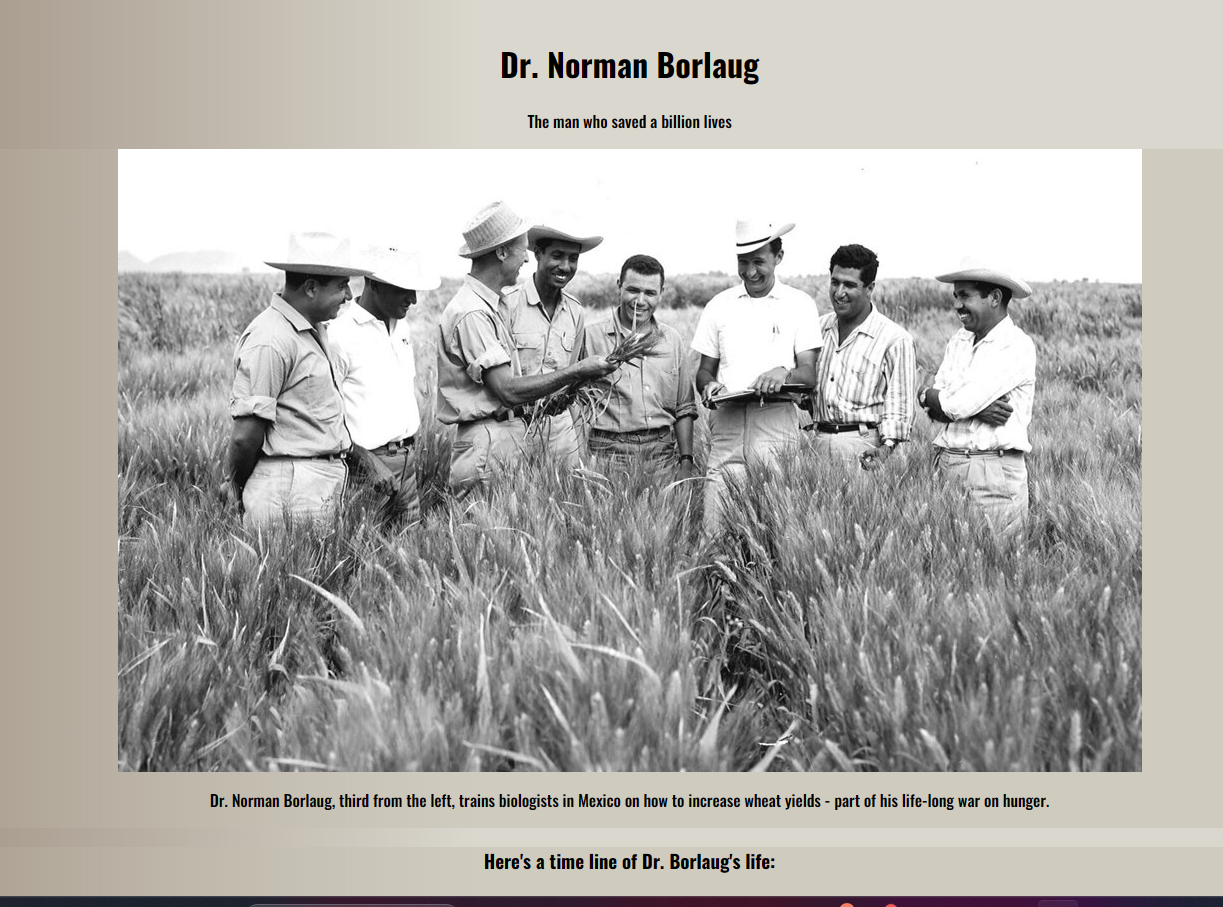 Dr. Norman Borlaug
The man who saved a billion lives
Dr. Norman Borlaug, third from the left, trains biologists in Mexico on how to increase wheat yields - part of his life-long war on hunger.
Here's a time line of Dr. Borlaug's life: